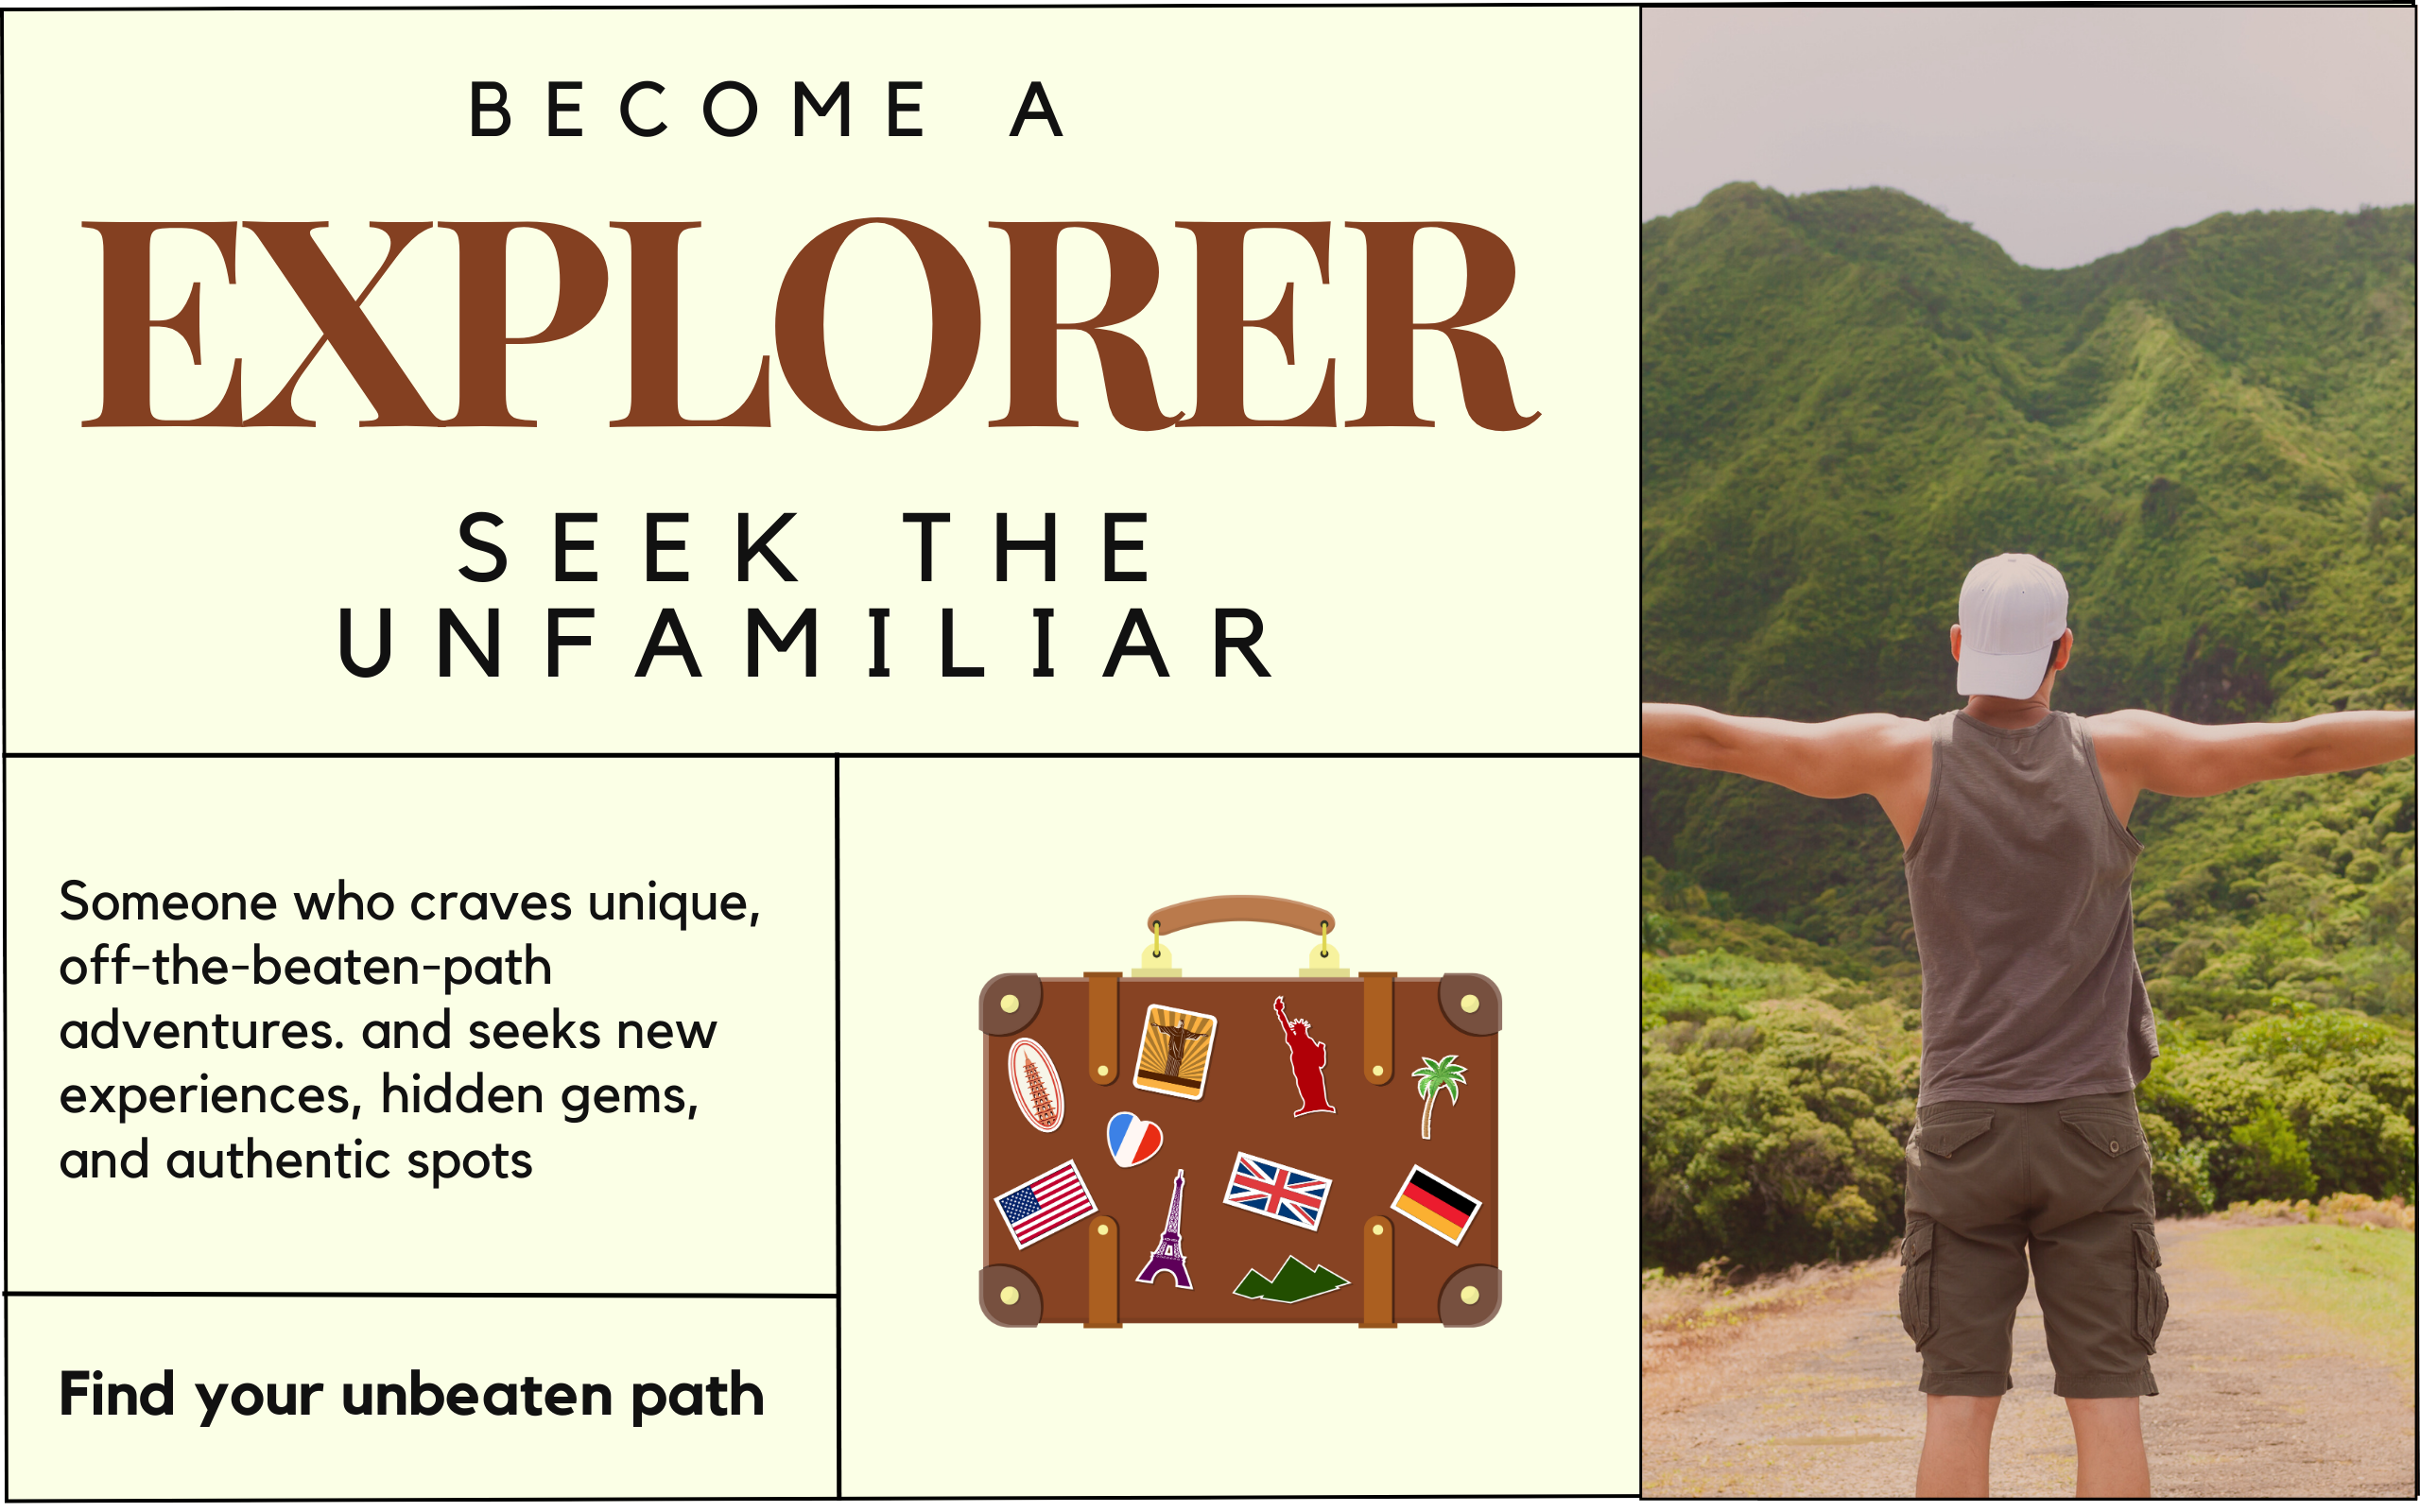 BECOME A
EXPLORER
SEEK THE
UNFAMILIAR
Someone who craves unique,
off-the-beaten-path
adventures. and seeks new
experiences, hidden gems,
and authentic spots
Find your unbeaten path